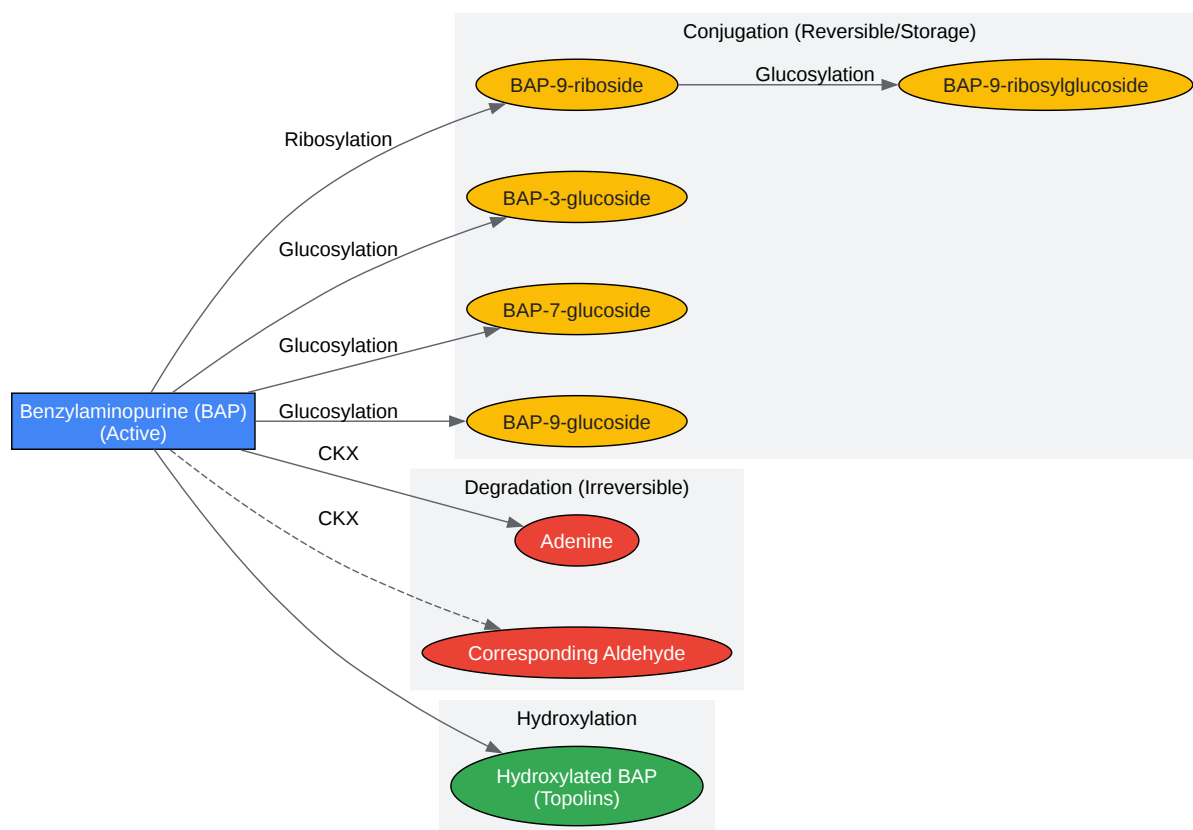 Conjugation (Reversible/Storage)
BAP-9-riboside
Glucosylation
BAP-9-ribosylglucoside
Ribosylation
BAP-3-glucoside
Glucosylation
BAP-7-glucoside
Glucosylation
Benzylaminopurine (BAP)
(Active)
Glucosylation
BAP-9-glucoside
CKX
Degradation (Irreversible)
CKX
Adenine
Corresponding Aldehyde
Hydroxylation
Hydroxylated BAP
(Topolins)